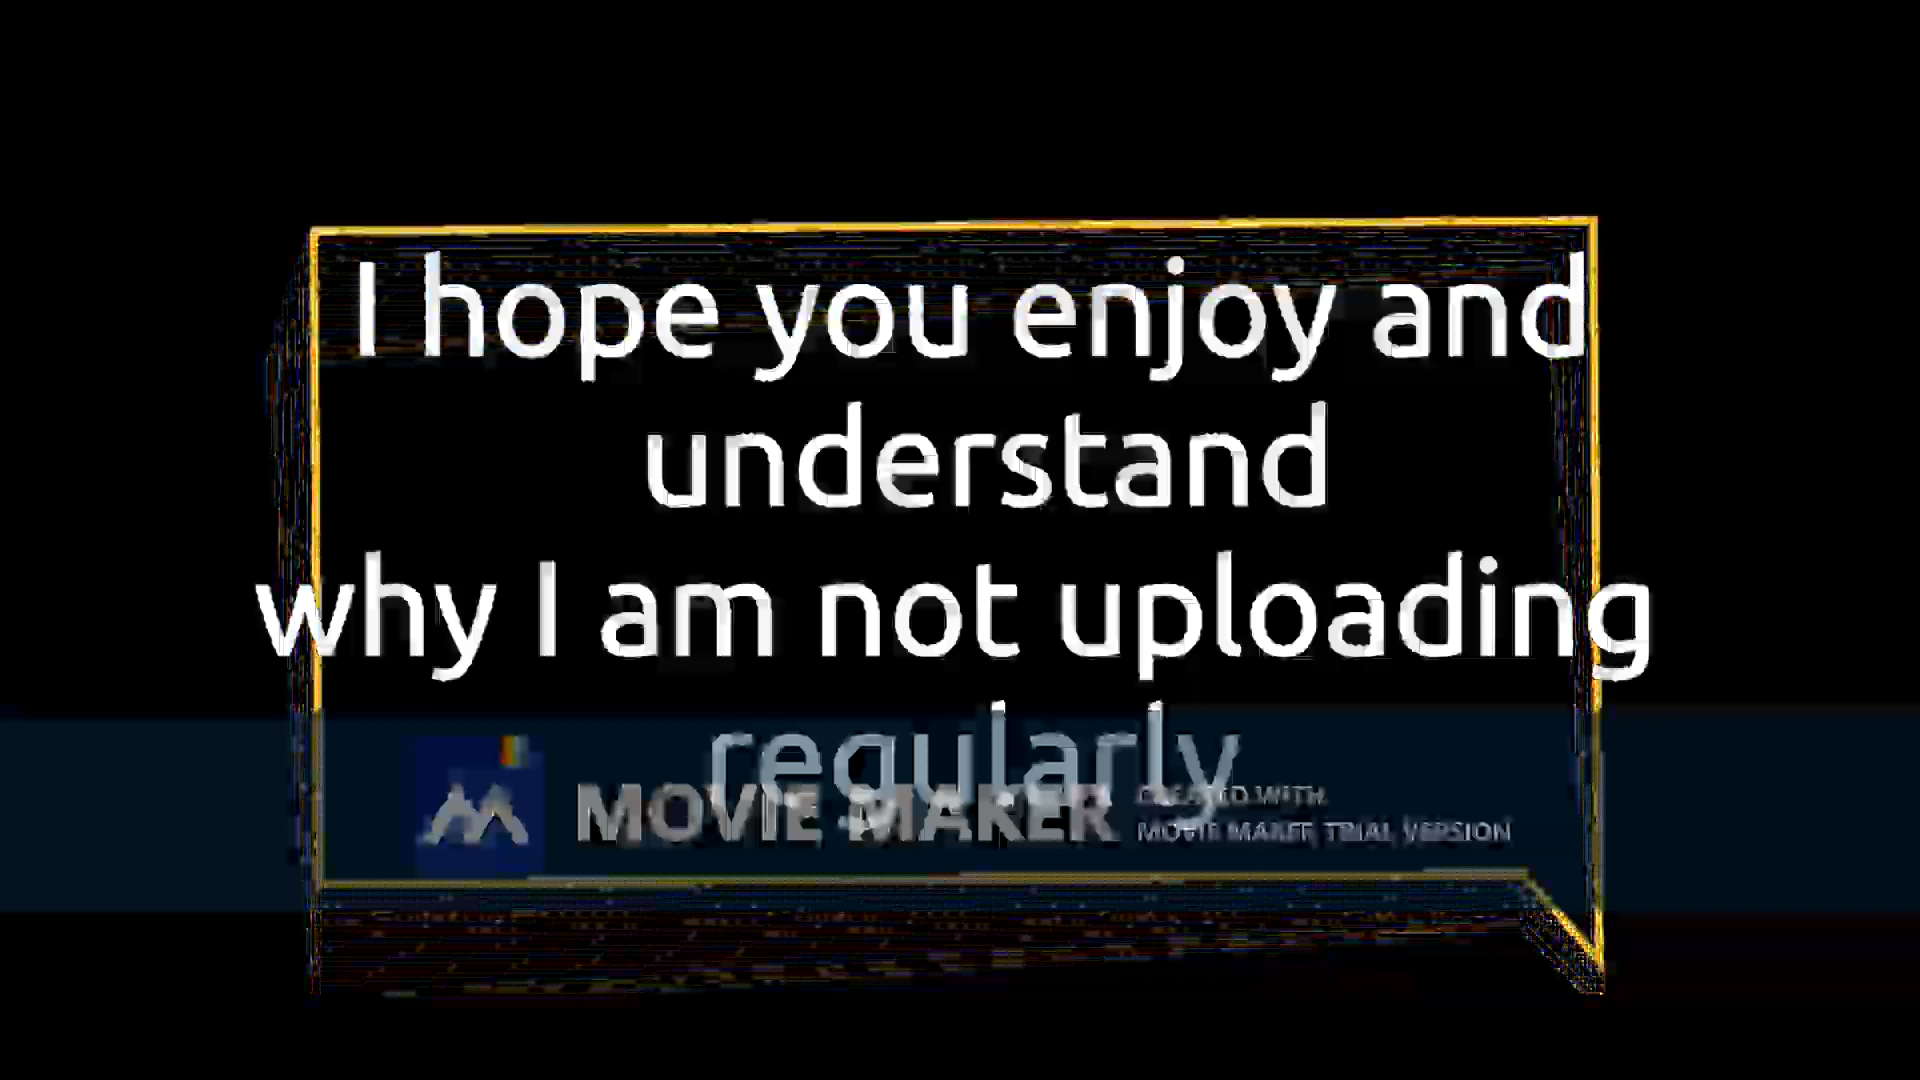 I hope you enjoy and
understand
why I am not uploading
regularly
MOVIE MAKER
CREATED WITH
MOVIE MAKER TRIAL VERSION